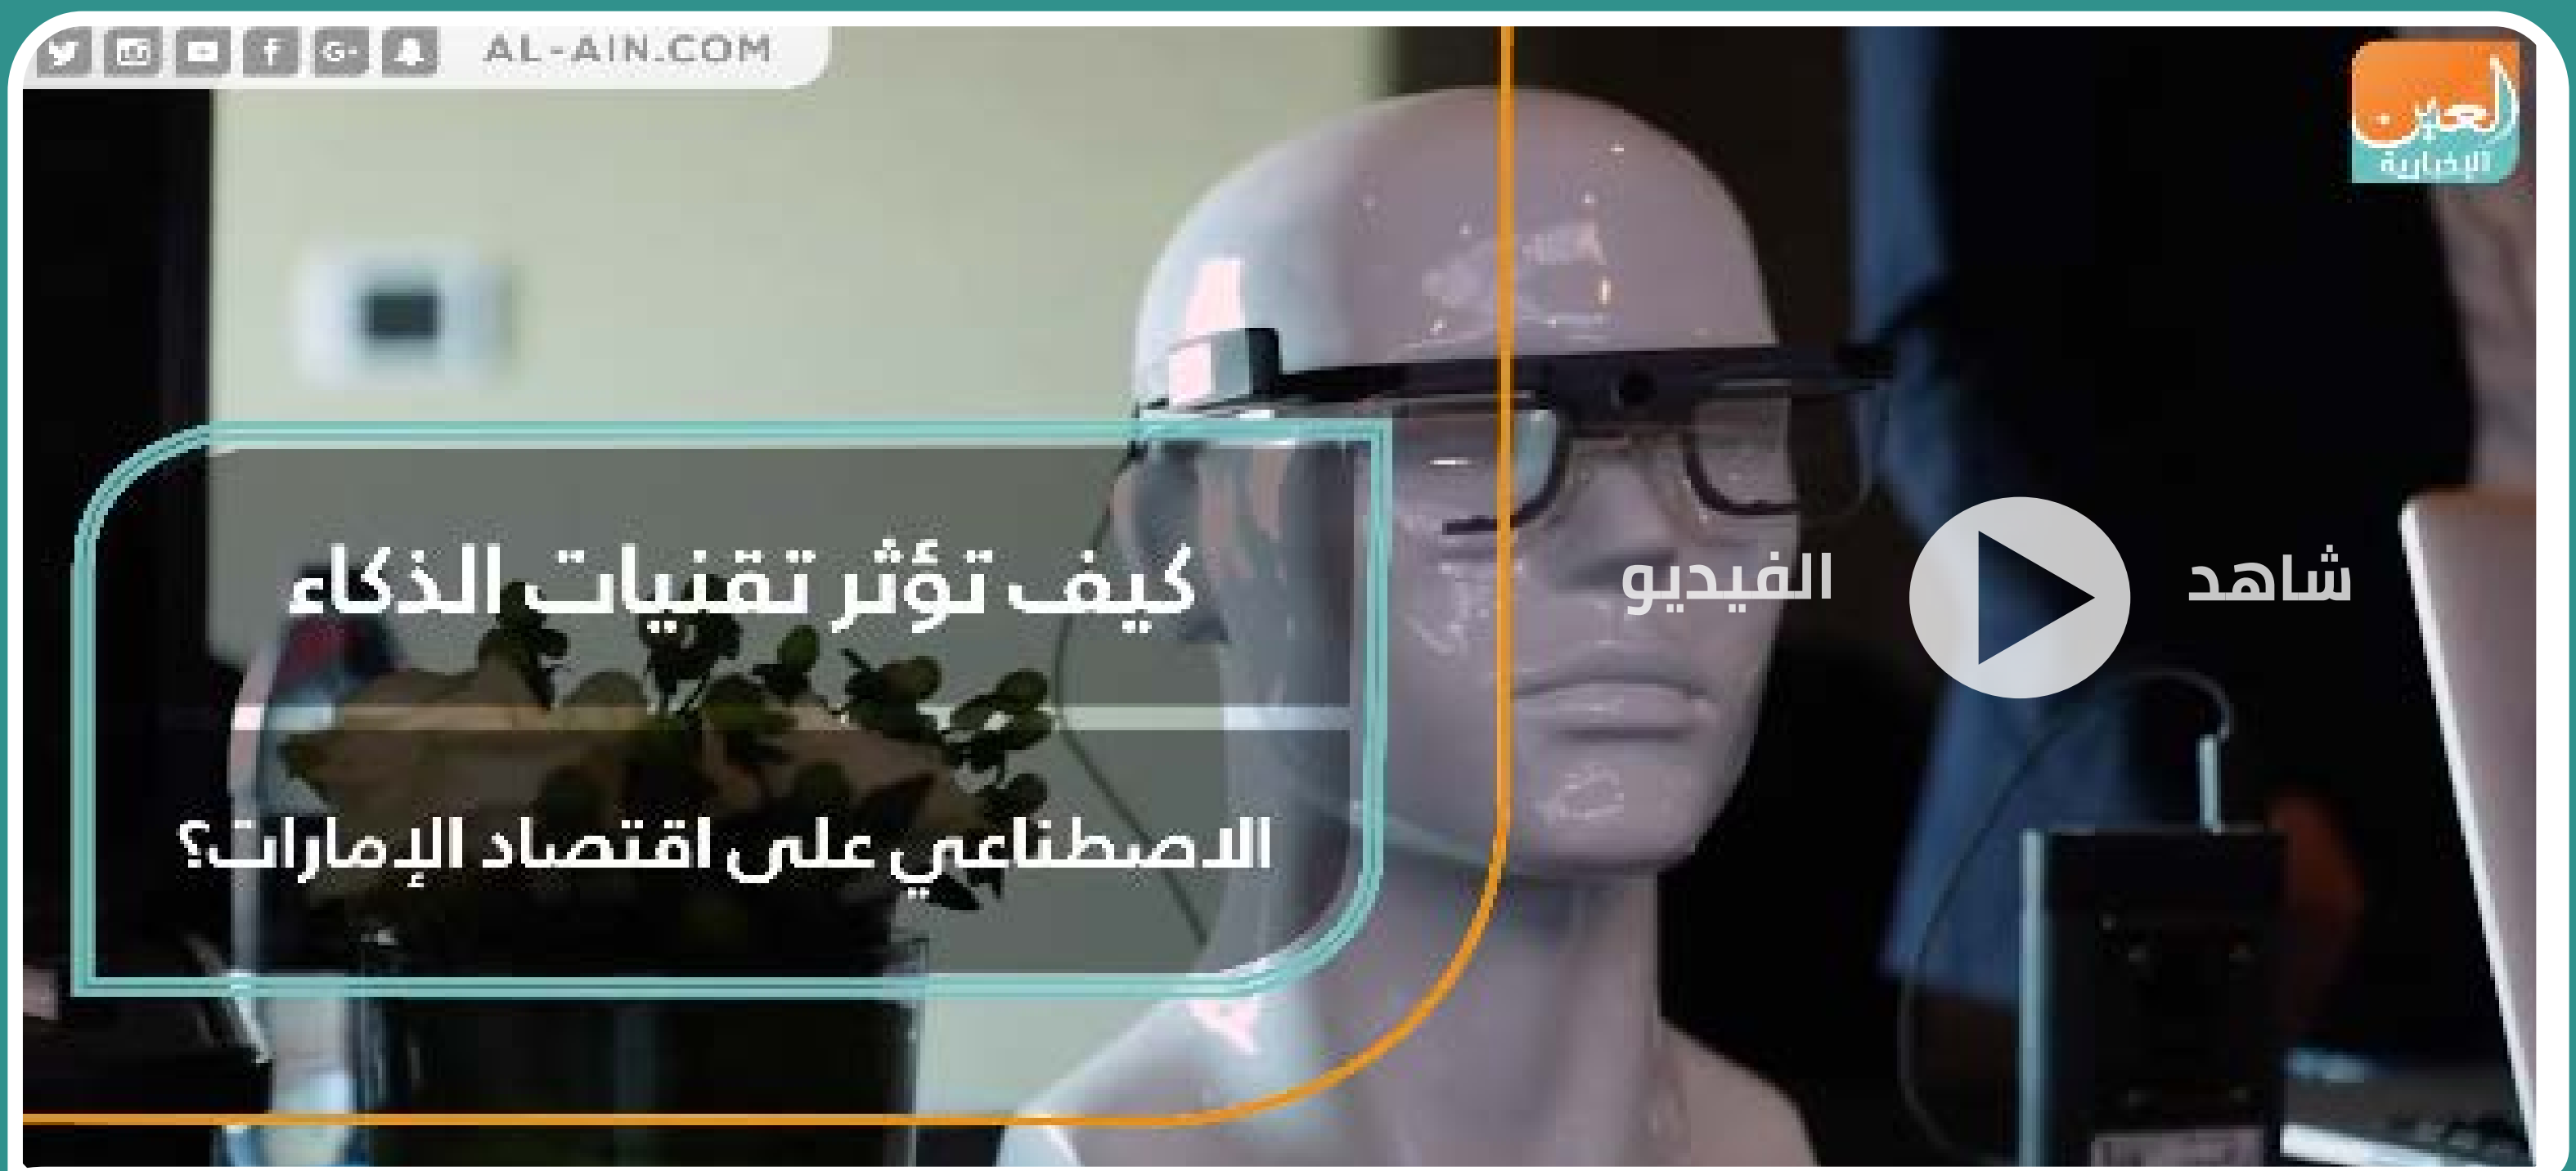 AL-AIN.COM
العين
الإخبارية
شاهد الفيديو
كيف تؤثر تقنيات الذكاء
الاصطناعي على اقتصاد الإمارات؟